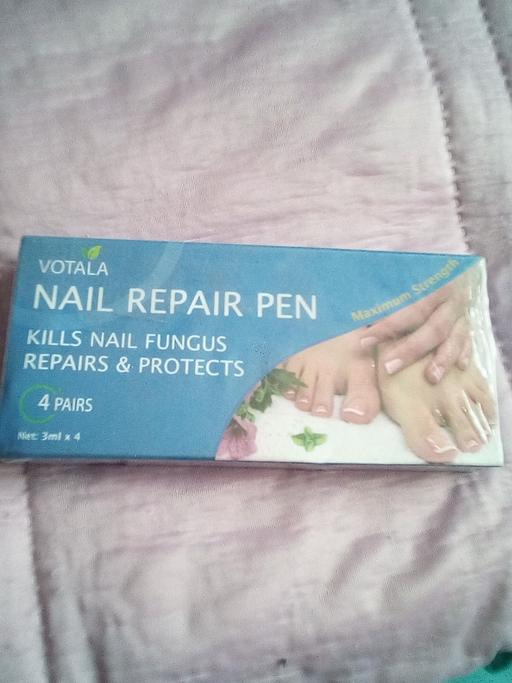 VOTALA
NAIL REPAIR PEN
Maximum Strength
KILLS NAIL FUNGUS
REPAIRS & PROTECTS
4 PAIRS
Net: 3ml x 4